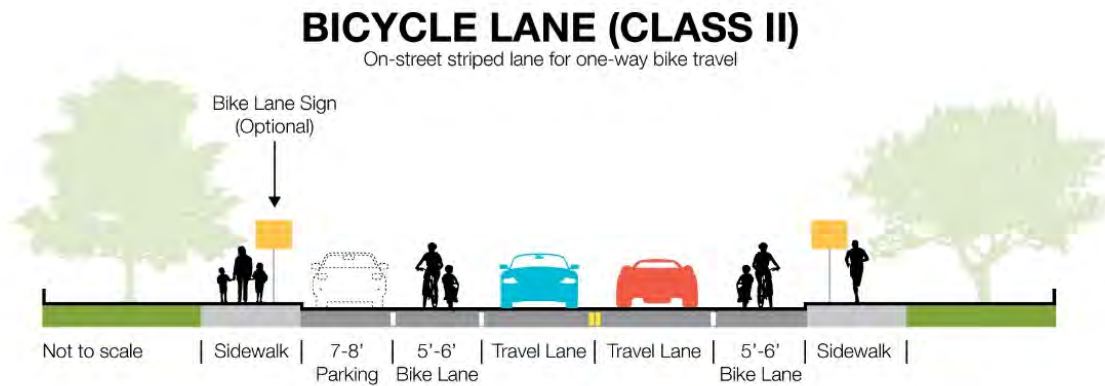 BICYCLE LANE (CLASS II)
On-street striped lane for one-way bike travel
Bike Lane Sign
(Optional)
Not to scale | Sidewalk | 7-8' | 5'-6' | Travel Lane | Travel Lane | 5'-6' | Sidewalk |
Parking Bike Lane Bike Lane